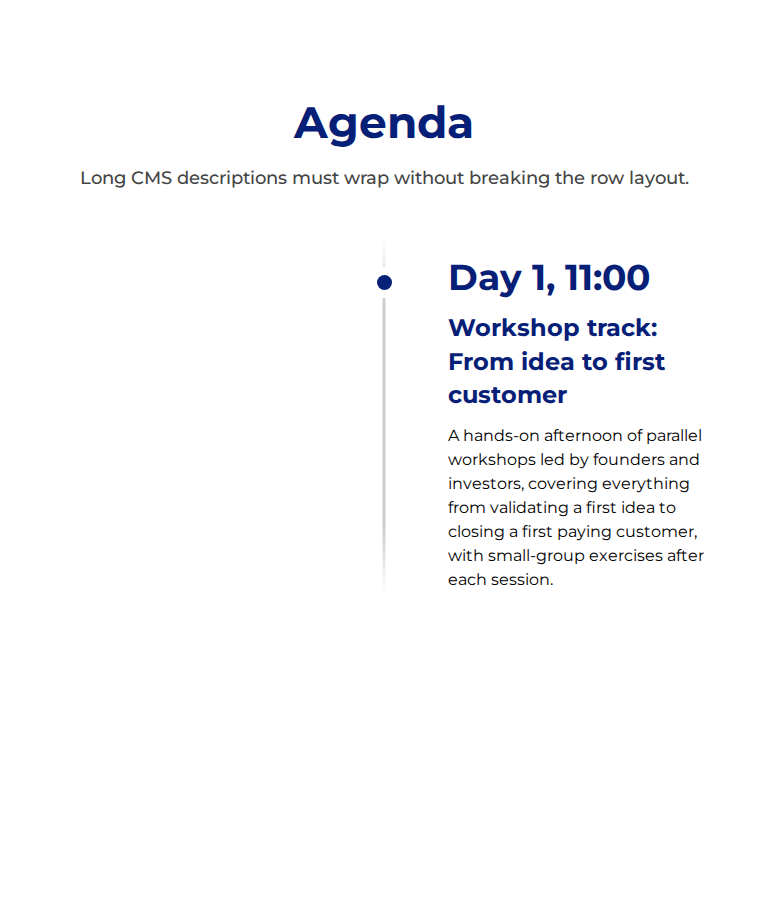 Agenda
Long CMS descriptions must wrap without breaking the row layout.
Day 1, 11:00
Workshop track:
From idea to first
customer
A hands-on afternoon of parallel
workshops led by founders and
investors, covering everything
from validating a first idea to
closing a first paying customer,
with small-group exercises after
each session.